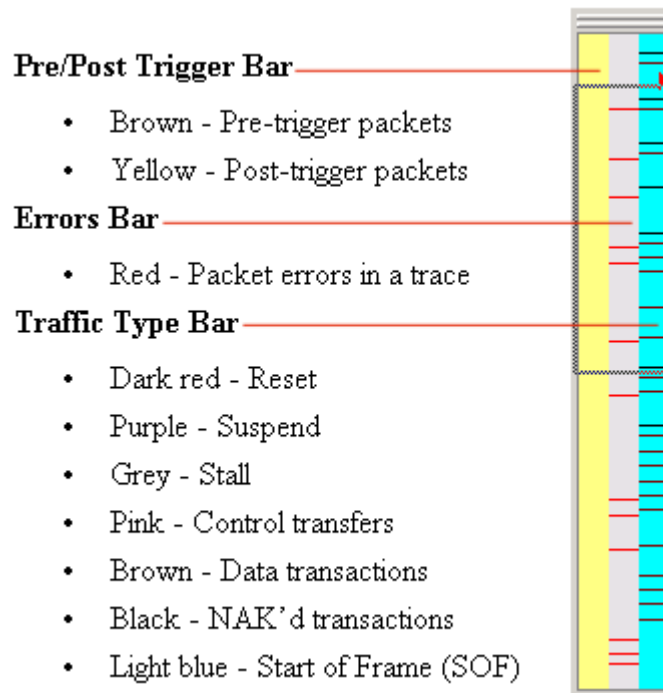 Pre/Post Trigger Bar
• Brown - Pre-trigger packets
• Yellow - Post-trigger packets
Errors Bar
• Red - Packet errors in a trace
Traffic Type Bar
• Dark red - Reset
• Purple - Suspend
• Grey - Stall
• Pink - Control transfers
• Brown - Data transactions
• Black - NAK'd transactions
• Light blue - Start of Frame (SOF)